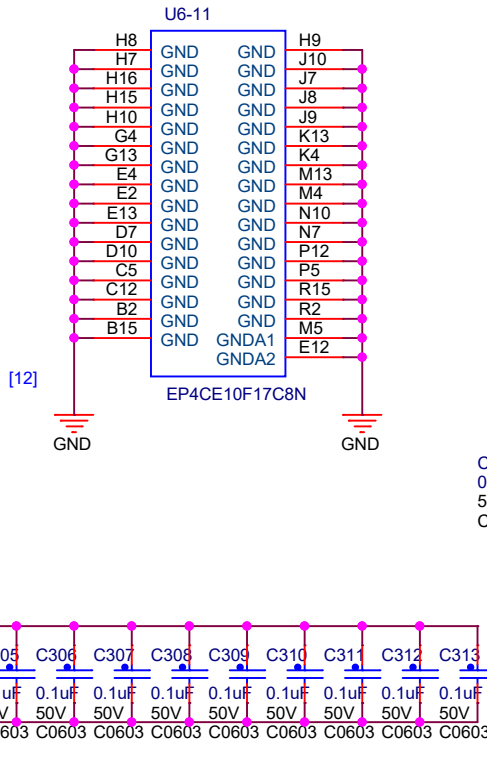 U6-11
H8 GND GND H9
H7 GND GND J10
H16 GND GND J7
H15 GND GND J8
H10 GND GND J9
G4 GND GND K13
G13 GND GND K4
E4 GND GND M13
E2 GND GND M4
E13 GND GND N10
D7 GND GND N7
D10 GND GND P12
C5 GND GND P5
C12 GND GND R15
B2 GND GND R2
B15 GND GNDA1 M5
GNDA2 E12
[12]
EP4CE10F17C8N
GND GND
C
0
5
C
05 C306 C307 C308 C309 C310 C311 C312 C313
uF 0.1uF 0.1uF 0.1uF 0.1uF 0.1uF 0.1uF 0.1uF 0.1uF
V 50V 50V 50V 50V 50V 50V 50V 50V
603 C0603 C0603 C0603 C0603 C0603 C0603 C0603 C0603